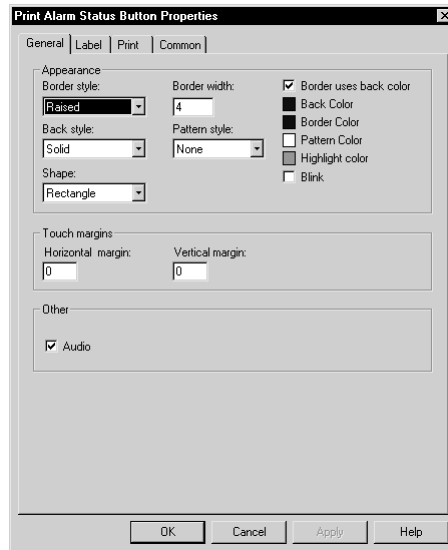 Print Alarm Status Button Properties
General Label Print Common
Appearance
Border style: Border width: Border uses back color
Raised 4 Back Color
Border Color
Back style: Pattern style: Pattern Color
Solid None Highlight color
Shape: Blink
Rectangle
Touch margins
Horizontal margin: Vertical margin:
0 0
Other
Audio
OK Cancel Apply Help